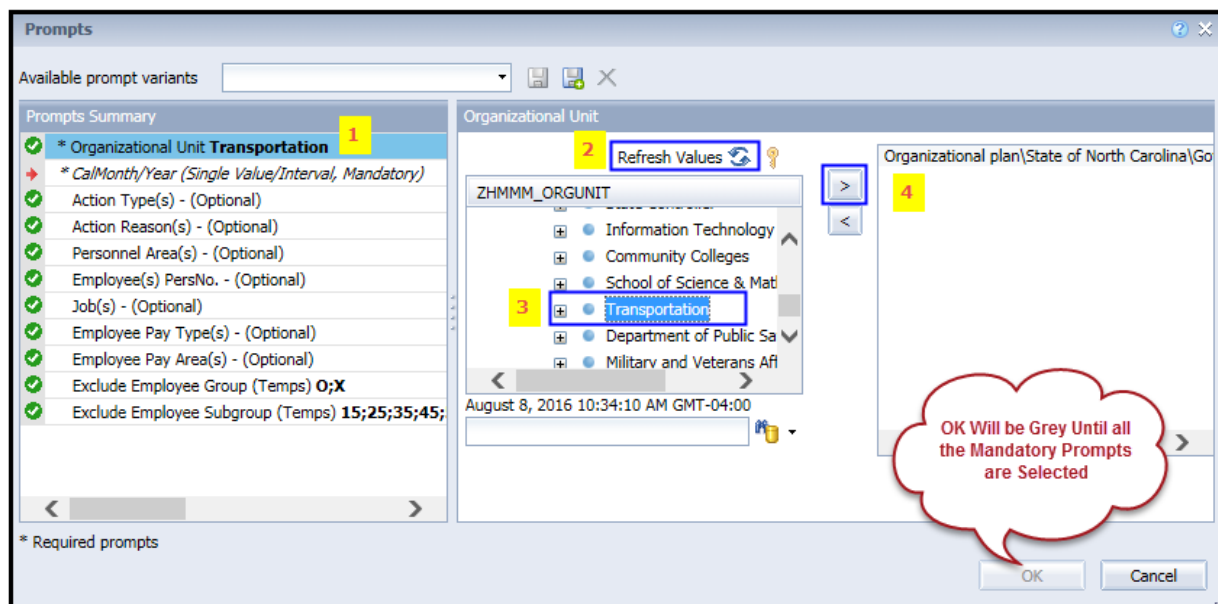 Prompts
Available prompt variants
Prompts Summary
* Organizational Unit Transportation
1
* CalMonth/Year (Single Value/Interval, Mandatory)
Action Type(s) - (Optional)
Action Reason(s) - (Optional)
Personnel Area(s) - (Optional)
Employee(s) PersNo. - (Optional)
Job(s) - (Optional)
Employee Pay Type(s) - (Optional)
Employee Pay Area(s) - (Optional)
Exclude Employee Group (Temps) O;X
Exclude Employee Subgroup (Temps) 15;25;35;45;
* Required prompts
Organizational Unit
2
Refresh Values
ZHMMM_ORGUNIT
State Controller
Information Technology
Community Colleges
School of Science & Mat
3
Transportation
Department of Public Sa
Military and Veterans Aff
August 8, 2016 10:34:10 AM GMT-04:00
>
<
4
Organizational plan\State of North Carolina\Go
OK Will be Grey Until all
the Mandatory Prompts
are Selected
OK
Cancel